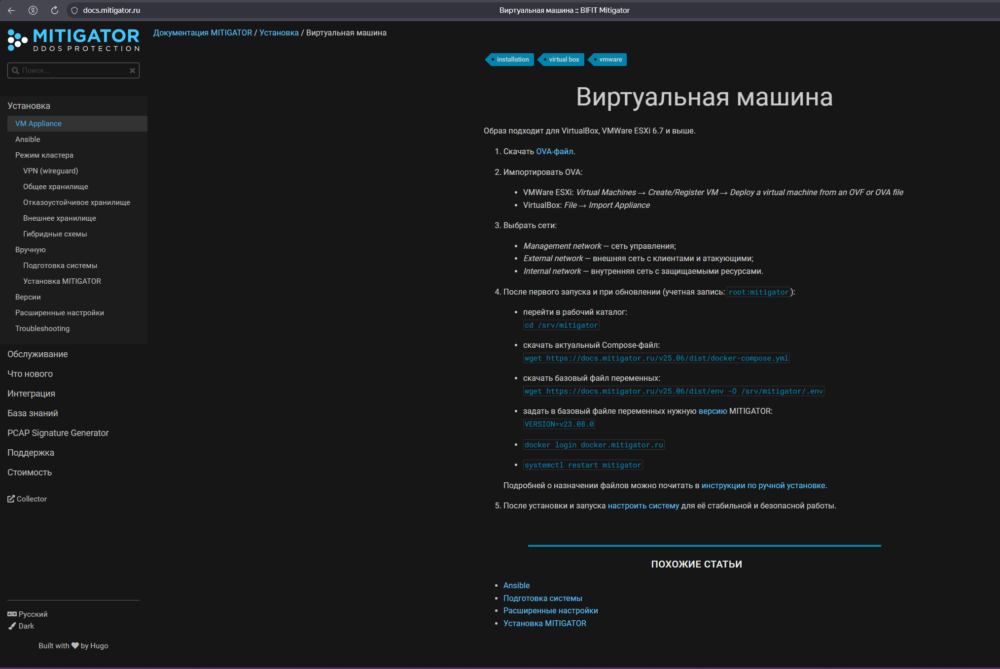 docs.mitigator.ru
Виртуальная машина :: BIFIT Mitigator
MITIGATOR
DDOS PROTECTION
Поиск...
Установка
VM Appliance
Ansible
Режим кластера
VPN (wireguard)
Общее хранилище
Отказоустойчивое хранилище
Внешнее хранилище
Гибридные схемы
Вручную
Подготовка системы
Установка MITIGATOR
Версии
Расширенные настройки
Troubleshooting
Обслуживание
Что нового
Интеграция
База знаний
PCAP Signature Generator
Поддержка
Стоимость
Collector
Русский
Dark
Built with ♥ by Hugo
Документация MITIGATOR / Установка / Виртуальная машина
installation
virtual box
vmware
Виртуальная машина
Образ подходит для VirtualBox, VMWare ESXi 6.7 и выше.
1. Скачать OVA-файл.
2. Импортировать OVA:
• VMWare ESXi: Virtual Machines → Create/Register VM → Deploy a virtual machine from an OVF or OVA file
• VirtualBox: File → Import Appliance
3. Выбрать сети:
• Management network — сеть управления;
• External network — внешняя сеть с клиентами и атакующими;
• Internal network — внутренняя сеть с защищаемыми ресурсами.
4. После первого запуска и при обновлении (учетная запись: root:mitigator):
• перейти в рабочий каталог:
cd /srv/mitigator
• скачать актуальный Compose-файл:
wget https://docs.mitigator.ru/v25.06/dist/docker-compose.yml
• скачать базовый файл переменных:
wget https://docs.mitigator.ru/v25.06/dist/env -O /srv/mitigator/.env
• задать в базовый файле переменных нужную версию MITIGATOR:
VERSION=v23.08.0
• docker login docker.mitigator.ru
• systemctl restart mitigator
Подробней о назначении файлов можно почитать в инструкции по ручной установке.
5. После установки и запуска настроить систему для её стабильной и безопасной работы.
ПОХОЖИЕ СТАТЬИ
• Ansible
• Подготовка системы
• Расширенные настройки
• Установка MITIGATOR